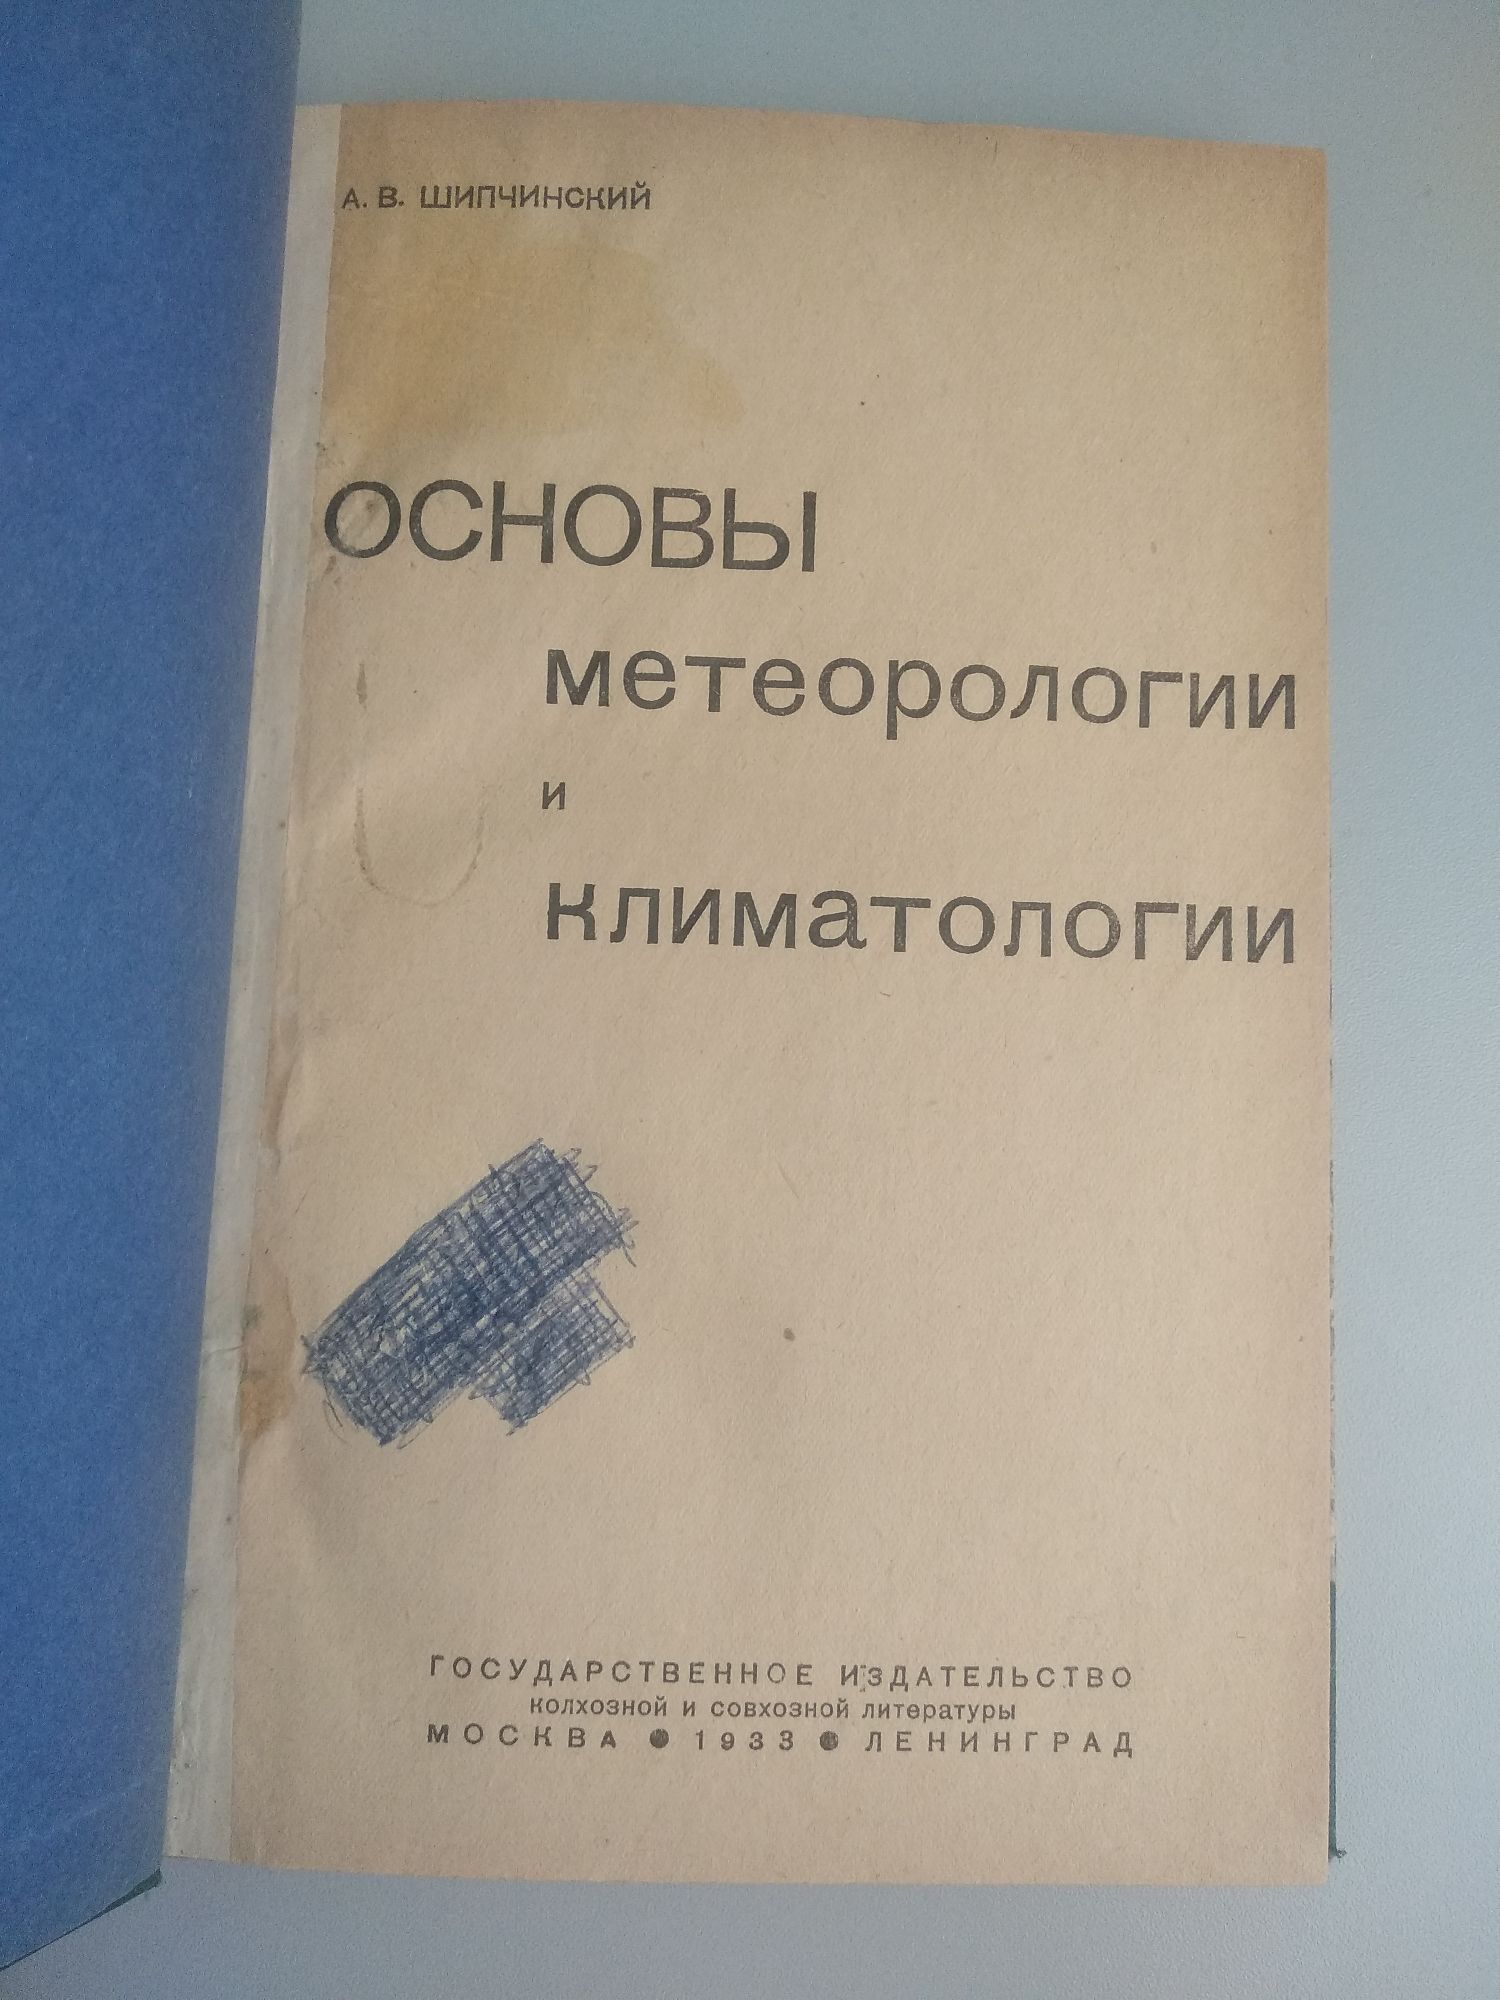 А. В. ШИПЧИНСКИЙ
ОСНОВЫ
метеорологии
и
климатологии
ГОСУДАРСТВЕННОЕ ИЗДАТЕЛЬСТВО
колхозной и совхозной литературы
МОСКВА ● 1933 ● ЛЕНИНГРАД